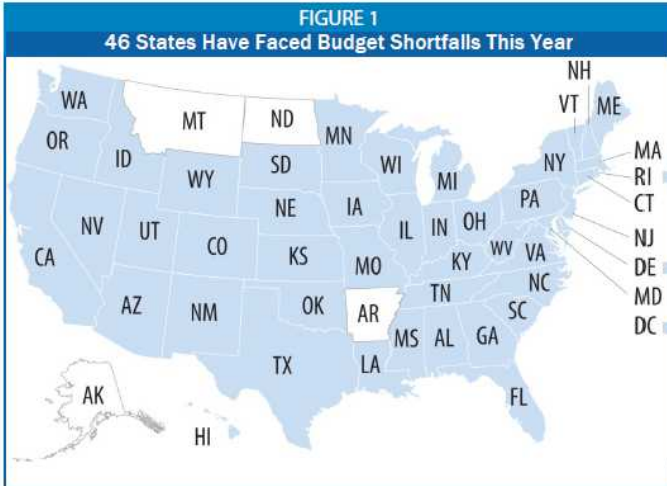 FIGURE 1
46 States Have Faced Budget Shortfalls This Year
NH
WA
VT
ME
MT
ND
MN
OR
MA
ID
SD
WI
NY
RI
WY
MI
CT
PA
NE
IA
NV
OH
NJ
UT
IL
IN
CO
WV
VA
DE
CA
KS
MO
KY
MD
NC
TN
AZ
NM
OK
AR
SC
DC
MS
AL
GA
TX
LA
AK
FL
HI